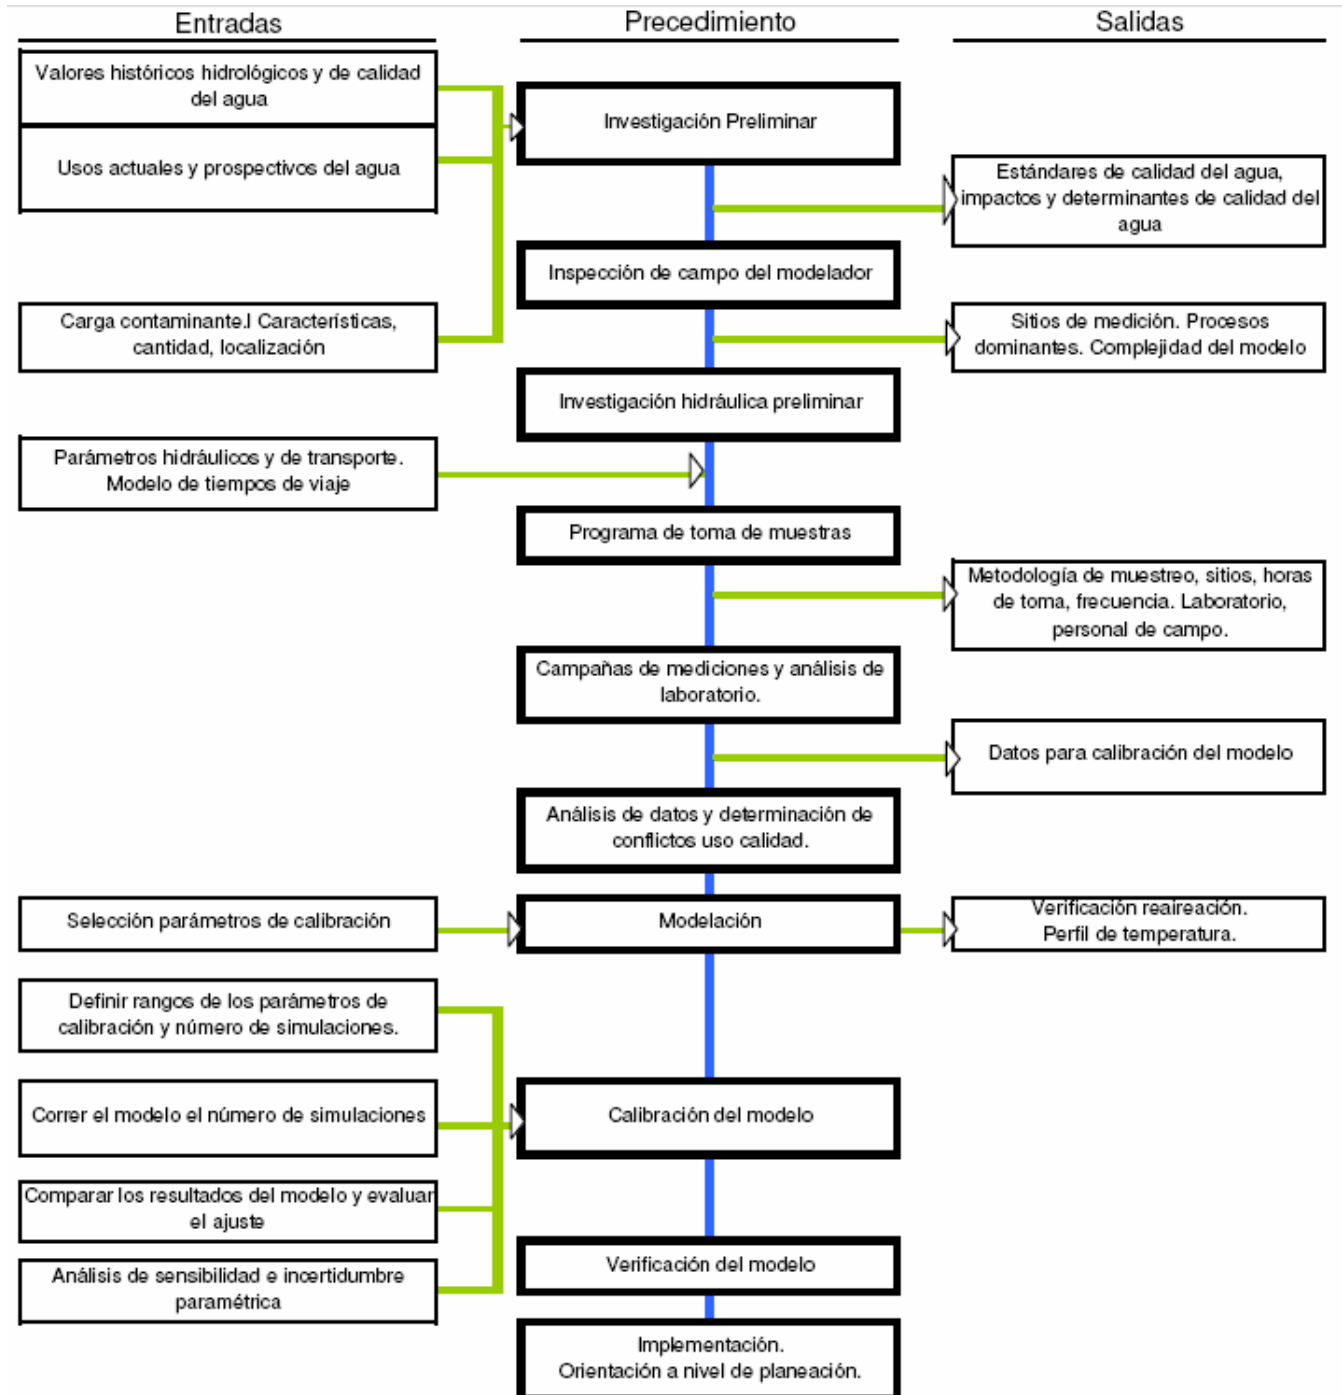 Entradas
Precedimiento
Salidas
Valores históricos hidrológicos y de calidad
del agua
Usos actuales y prospectivos del agua
Carga contaminante.l Características,
cantidad, localización
Parámetros hidráulicos y de transporte.
Modelo de tiempos de viaje
Selección parámetros de calibración
Definir rangos de los parámetros de
calibración y número de simulaciones.
Correr el modelo el número de simulaciones
Comparar los resultados del modelo y evaluar
el ajuste
Análisis de sensibilidad e incertidumbre
paramétrica
Investigación Preliminar
Inspección de campo del modelador
Investigación hidráulica preliminar
Programa de toma de muestras
Campañas de mediciones y análisis de
laboratorio.
Análisis de datos y determinación de
conflictos uso calidad.
Modelación
Calibración del modelo
Verificación del modelo
Implementación.
Orientación a nivel de planeación.
Estándares de calidad del agua,
impactos y determinantes de calidad del
agua
Sitios de medición. Procesos
dominantes. Complejidad del modelo
Metodología de muestreo, sitios, horas
de toma, frecuencia. Laboratorio,
personal de campo.
Datos para calibración del modelo
Verificación reaireación.
Perfil de temperatura.